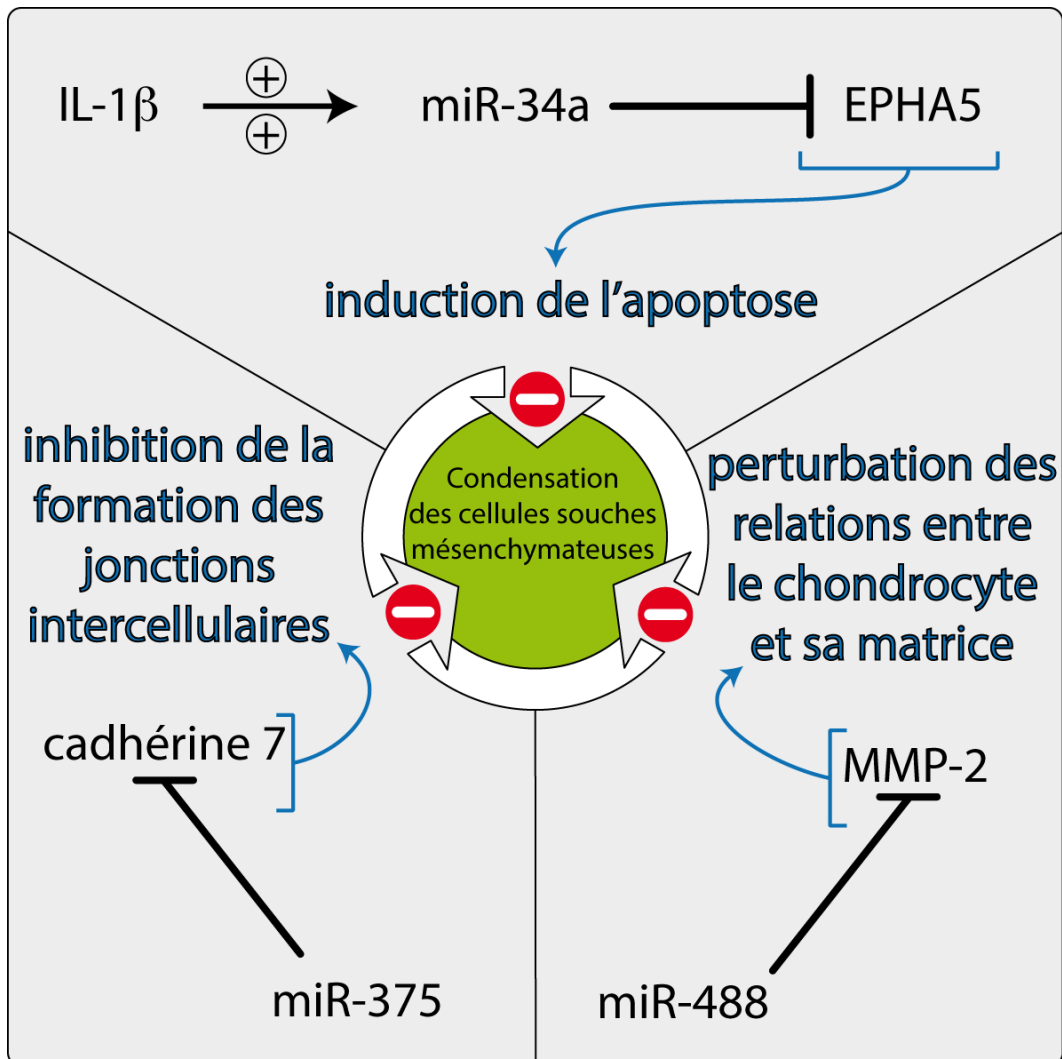 IL-1β
miR-34a
EPHA5
induction de l’apoptose
inhibition de la
formation des
jonctions
intercellulaires
Condensation
des cellules souches
mésenchymateuses
perturbation des
relations entre
le chondrocyte
et sa matrice
cadhérine 7
MMP-2
miR-375
miR-488